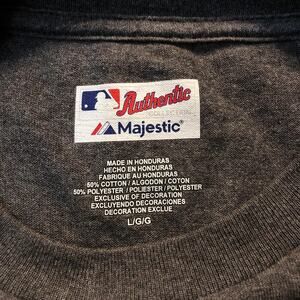 Authentic
COLLECTION
Majestic®
MADE IN HONDURAS
HECHO EN HONDURAS
FABRIQUE AU HONDURAS
50% COTTON / ALGODON / COTON
50% POLYESTER / POLIESTER / POLYESTER
EXCLUSIVE OF DECORATION
EXCLUYENDO DECORACIONES
DECORATION EXCLUE
L/G/G